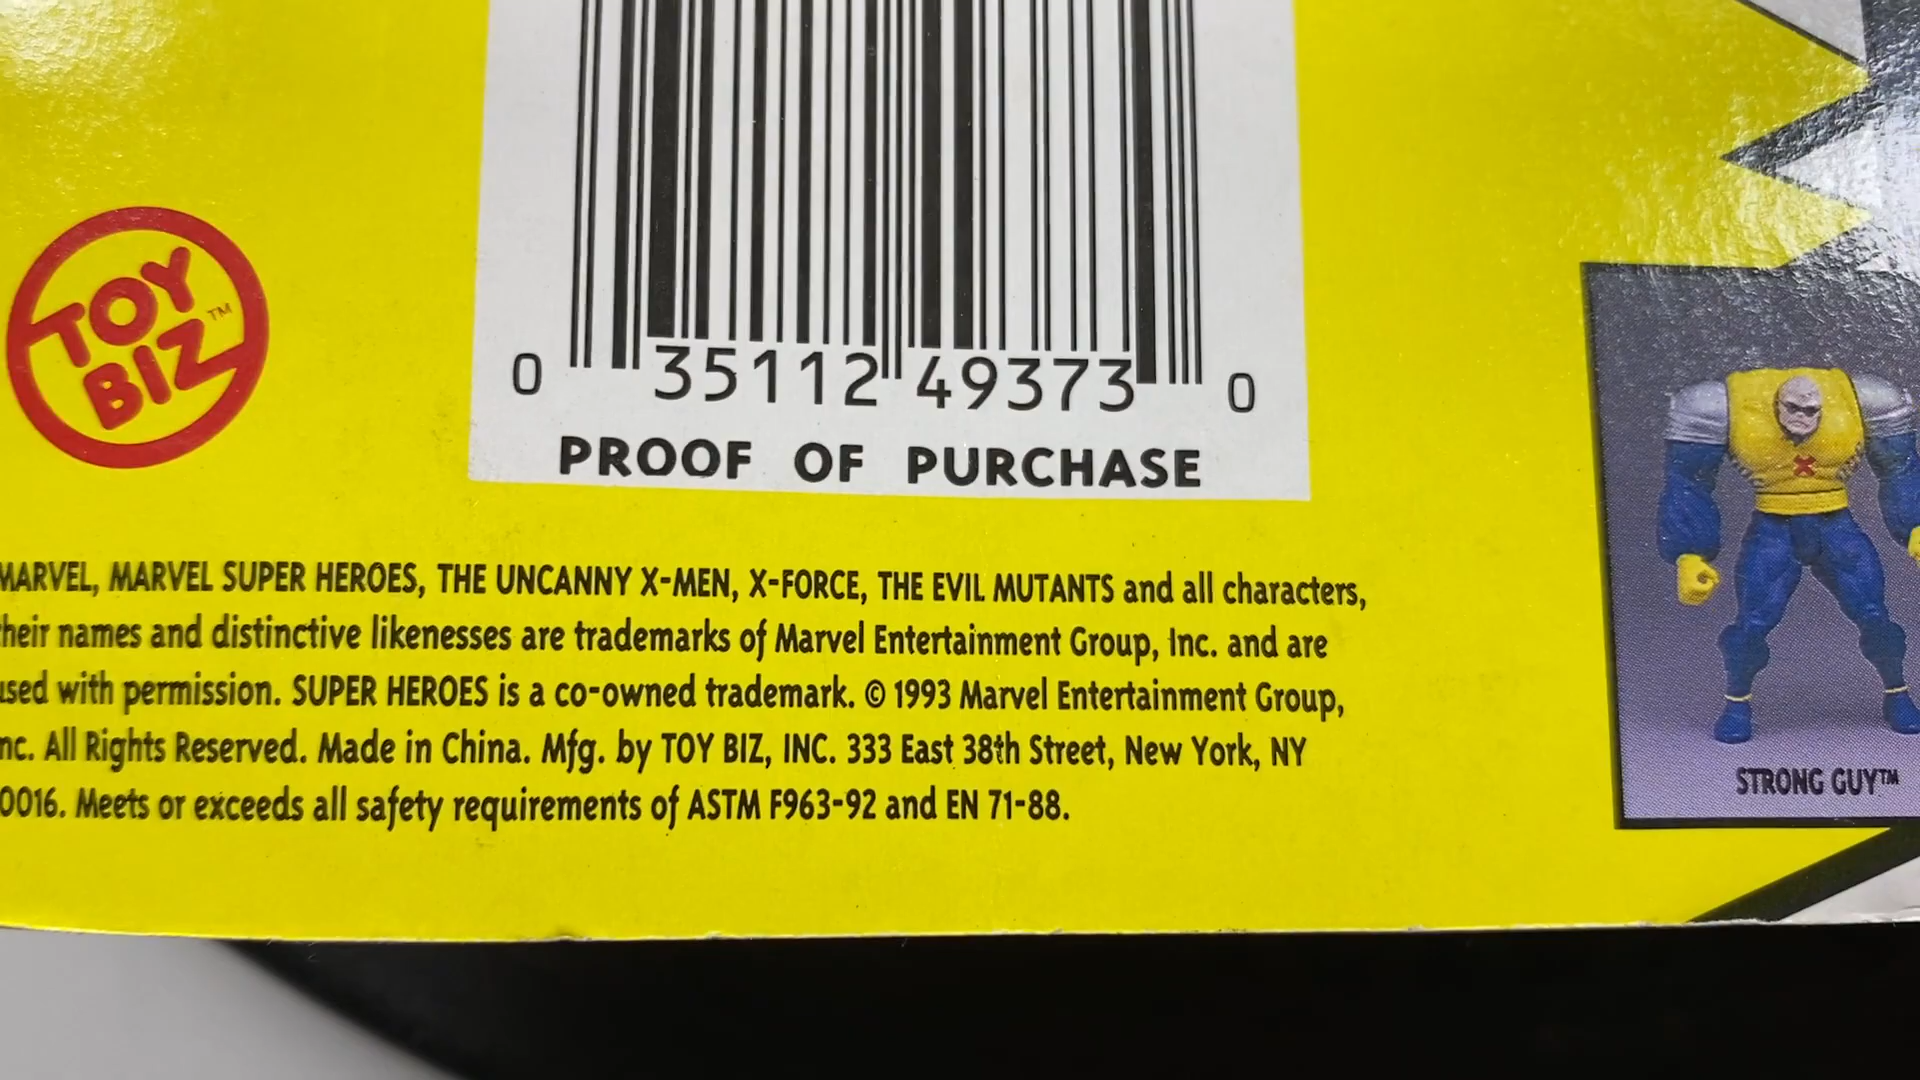 TOY
BIZ™
0 35112 49373 0
PROOF OF PURCHASE
MARVEL, MARVEL SUPER HEROES, THE UNCANNY X-MEN, X-FORCE, THE EVIL MUTANTS and all characters,
heir names and distinctive likenesses are trademarks of Marvel Entertainment Group, Inc. and are
used with permission. SUPER HEROES is a co-owned trademark. © 1993 Marvel Entertainment Group,
nc. All Rights Reserved. Made in China. Mfg. by TOY BIZ, INC. 333 East 38th Street, New York, NY
0016. Meets or exceeds all safety requirements of ASTM F963-92 and EN 71-88.
STRONG GUY™